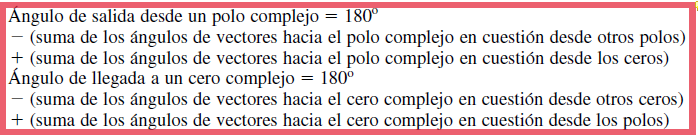 Ángulo de salida desde un polo complejo = 180º
− (suma de los ángulos de vectores hacia el polo complejo en cuestión desde otros polos)
+ (suma de los ángulos de vectores hacia el polo complejo en cuestión desde los ceros)
Ángulo de llegada a un cero complejo = 180º
− (suma de los ángulos de vectores hacia el cero complejo en cuestión desde otros ceros)
+ (suma de los ángulos de vectores hacia el cero complejo en cuestión desde los polos)